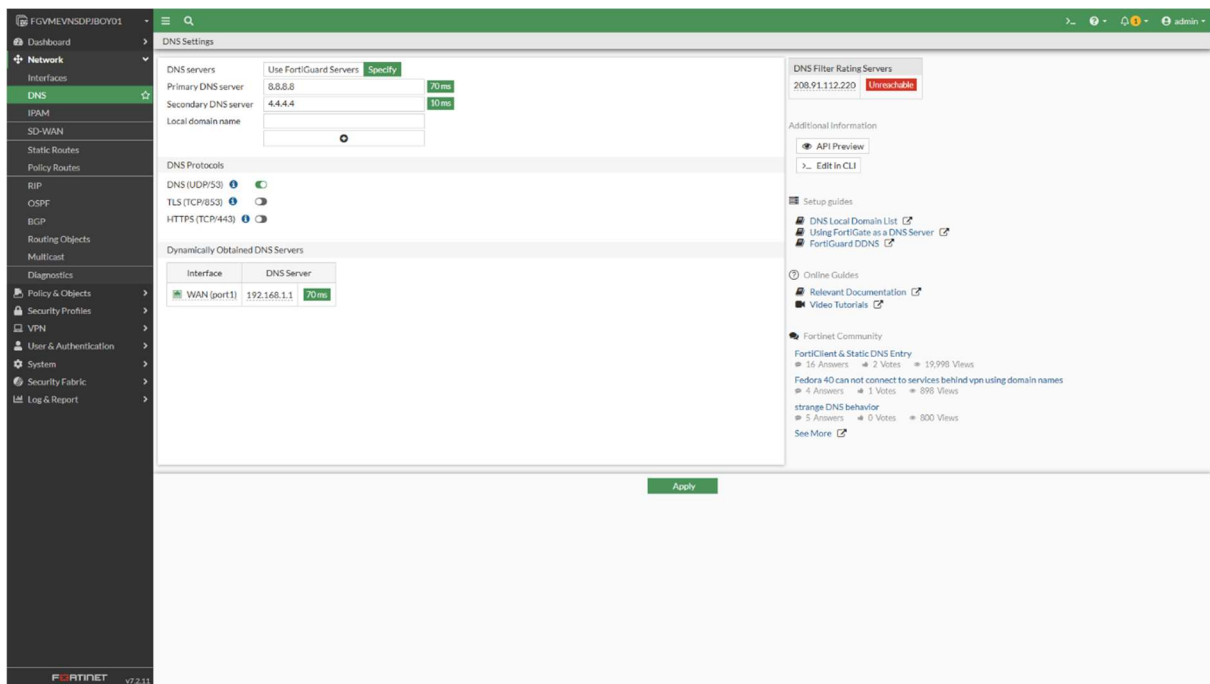 FGVMEVNSDPJBOY01
admin
Dashboard
Network
Interfaces
DNS
IPAM
SD-WAN
Static Routes
Policy Routes
RIP
OSPF
BGP
Routing Objects
Multicast
Diagnostics
Policy & Objects
Security Profiles
VPN
User & Authentication
System
Security Fabric
Log & Report
FORTINET v7.2.11
DNS Settings
DNS servers Use FortiGuard Servers Specify
Primary DNS server 8.8.8.8 70 ms
Secondary DNS server 4.4.4.4 10 ms
Local domain name
DNS Protocols
DNS (UDP/53)
TLS (TCP/853)
HTTPS (TCP/443)
Dynamically Obtained DNS Servers
Interface DNS Server
WAN (port1) 192.168.1.1 70 ms
Apply
DNS Filter Rating Servers
208.91.112.220 Unreachable
Additional Information
API Preview
>_ Edit in CLI
Setup guides
DNS Local Domain List
Using FortiGate as a DNS Server
FortiGuard DDNS
Online Guides
Relevant Documentation
Video Tutorials
Fortinet Community
FortiClient & Static DNS Entry
16 Answers 2 Votes 19,998 Views
Fedora 40 can not connect to services behind vpn using domain names
4 Answers 1 Votes 898 Views
strange DNS behavior
5 Answers 0 Votes 800 Views
See More